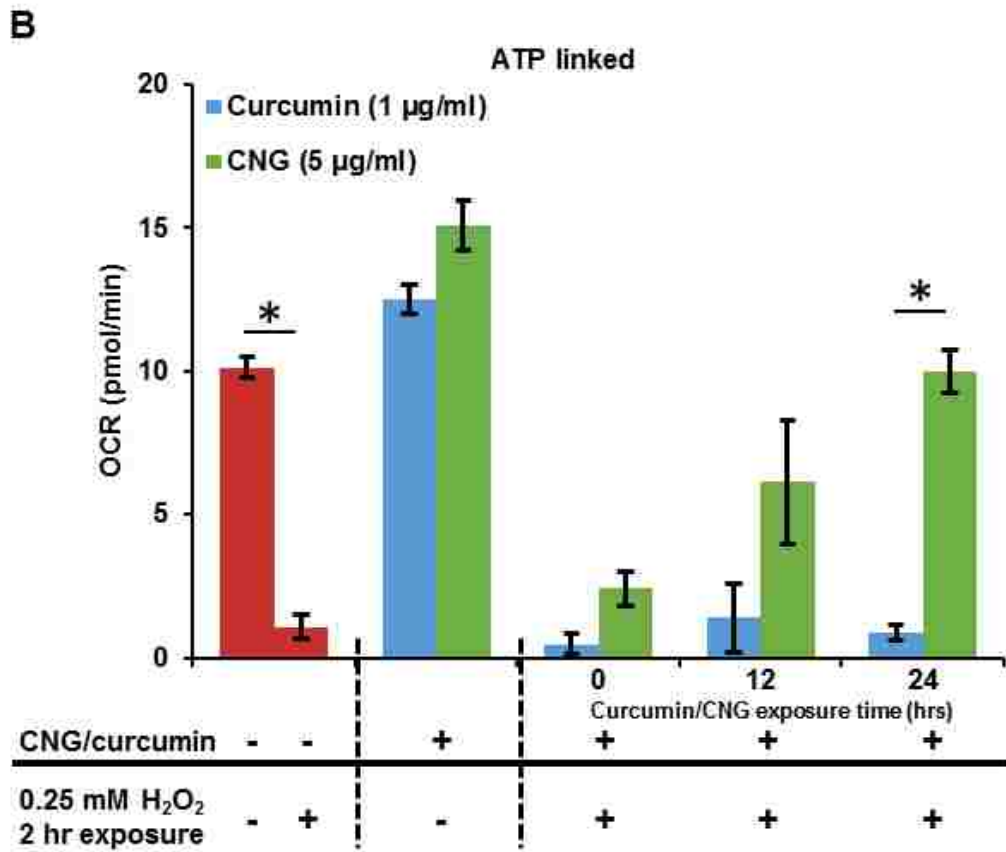 B
ATP linked
20
Curcumin (1 µg/ml)
CNG (5 µg/ml)
15
*
*
10
OCR (pmol/min)
5
0
0 12 24
Curcumin/CNG exposure time (hrs)
CNG/curcumin - - + + + +
0.25 mM H₂O₂
2 hr exposure - + - + + +